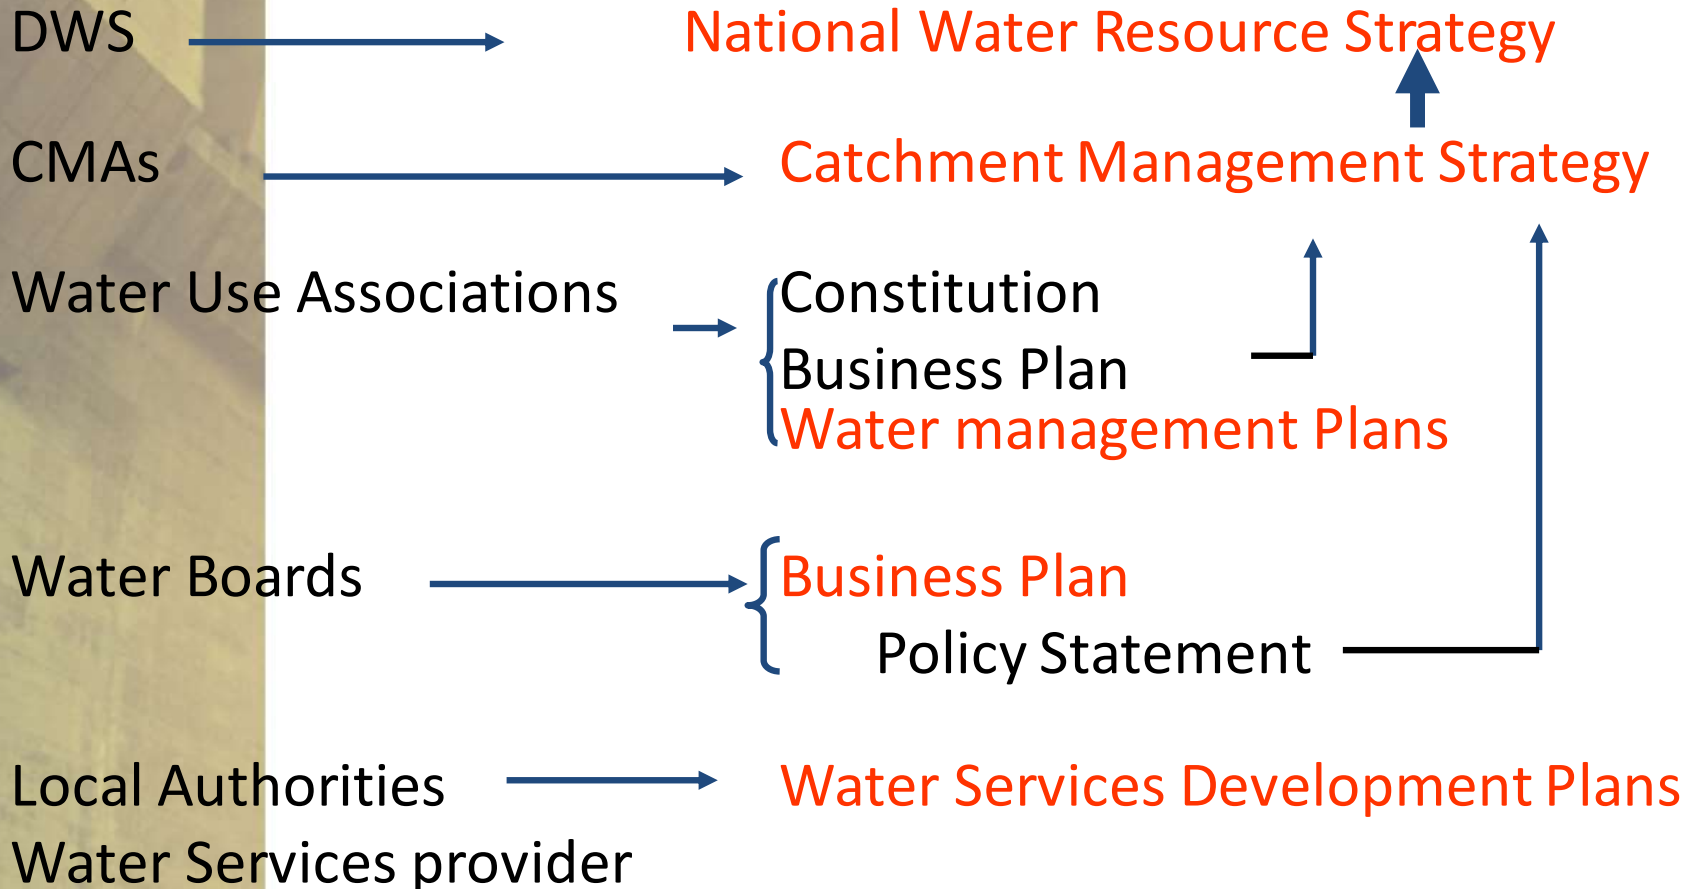 DWS National Water Resource Strategy
CMAs Catchment Management Strategy
Water Use Associations Constitution
Business Plan
Water management Plans
Water Boards Business Plan
Policy Statement
Local Authorities Water Services Development Plans
Water Services provider